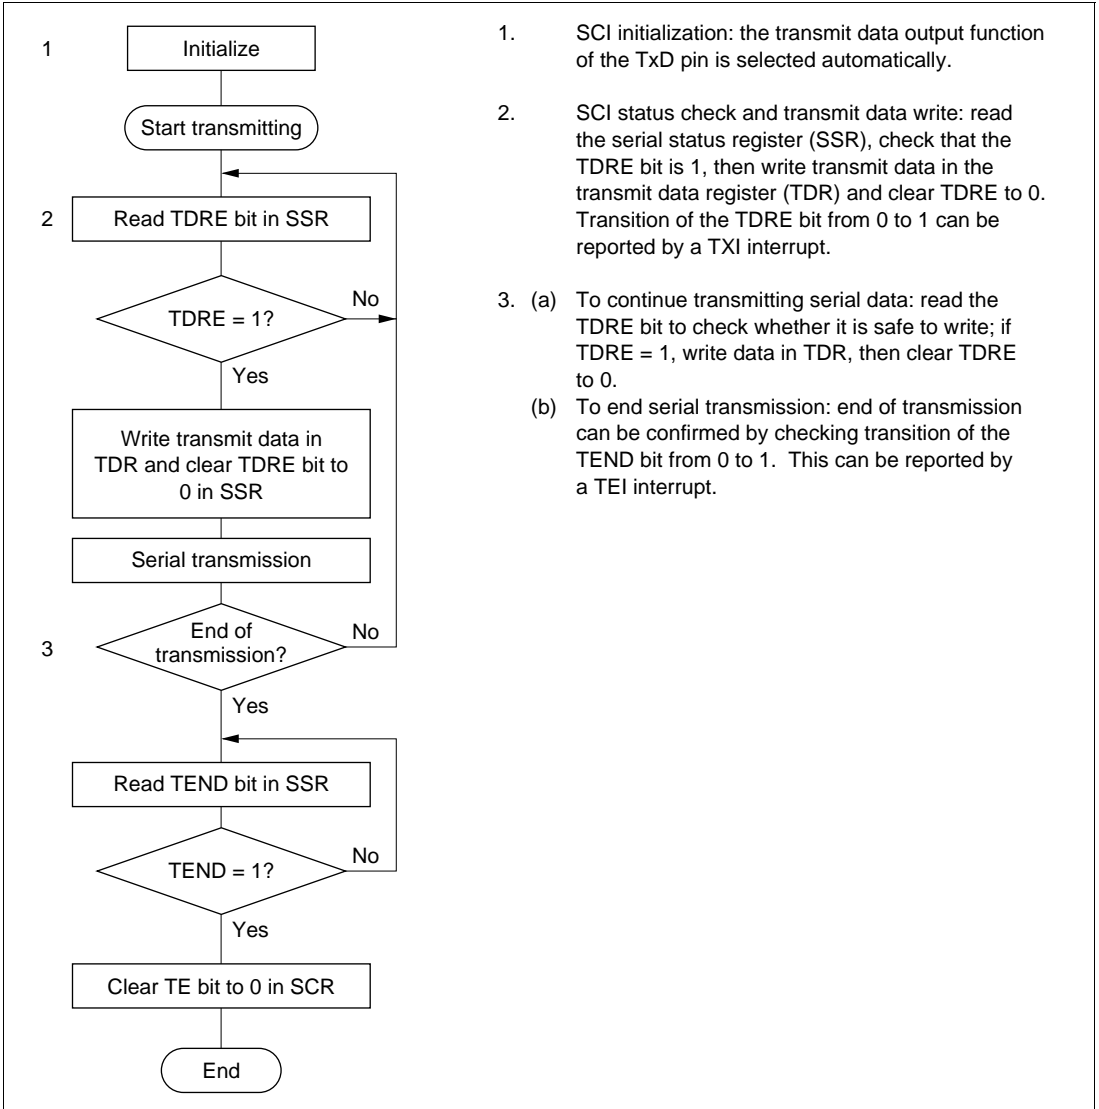 1
Initialize
Start transmitting
2
Read TDRE bit in SSR
TDRE = 1?
No
Yes
Write transmit data in
TDR and clear TDRE bit to
0 in SSR
Serial transmission
3
End of
transmission?
No
Yes
Read TEND bit in SSR
TEND = 1?
No
Yes
Clear TE bit to 0 in SCR
End
1. SCI initialization: the transmit data output function
of the TxD pin is selected automatically.
2. SCI status check and transmit data write: read
the serial status register (SSR), check that the
TDRE bit is 1, then write transmit data in the
transmit data register (TDR) and clear TDRE to 0.
Transition of the TDRE bit from 0 to 1 can be
reported by a TXI interrupt.
3. (a) To continue transmitting serial data: read the
TDRE bit to check whether it is safe to write; if
TDRE = 1, write data in TDR, then clear TDRE
to 0.
(b) To end serial transmission: end of transmission
can be confirmed by checking transition of the
TEND bit from 0 to 1. This can be reported by
a TEI interrupt.